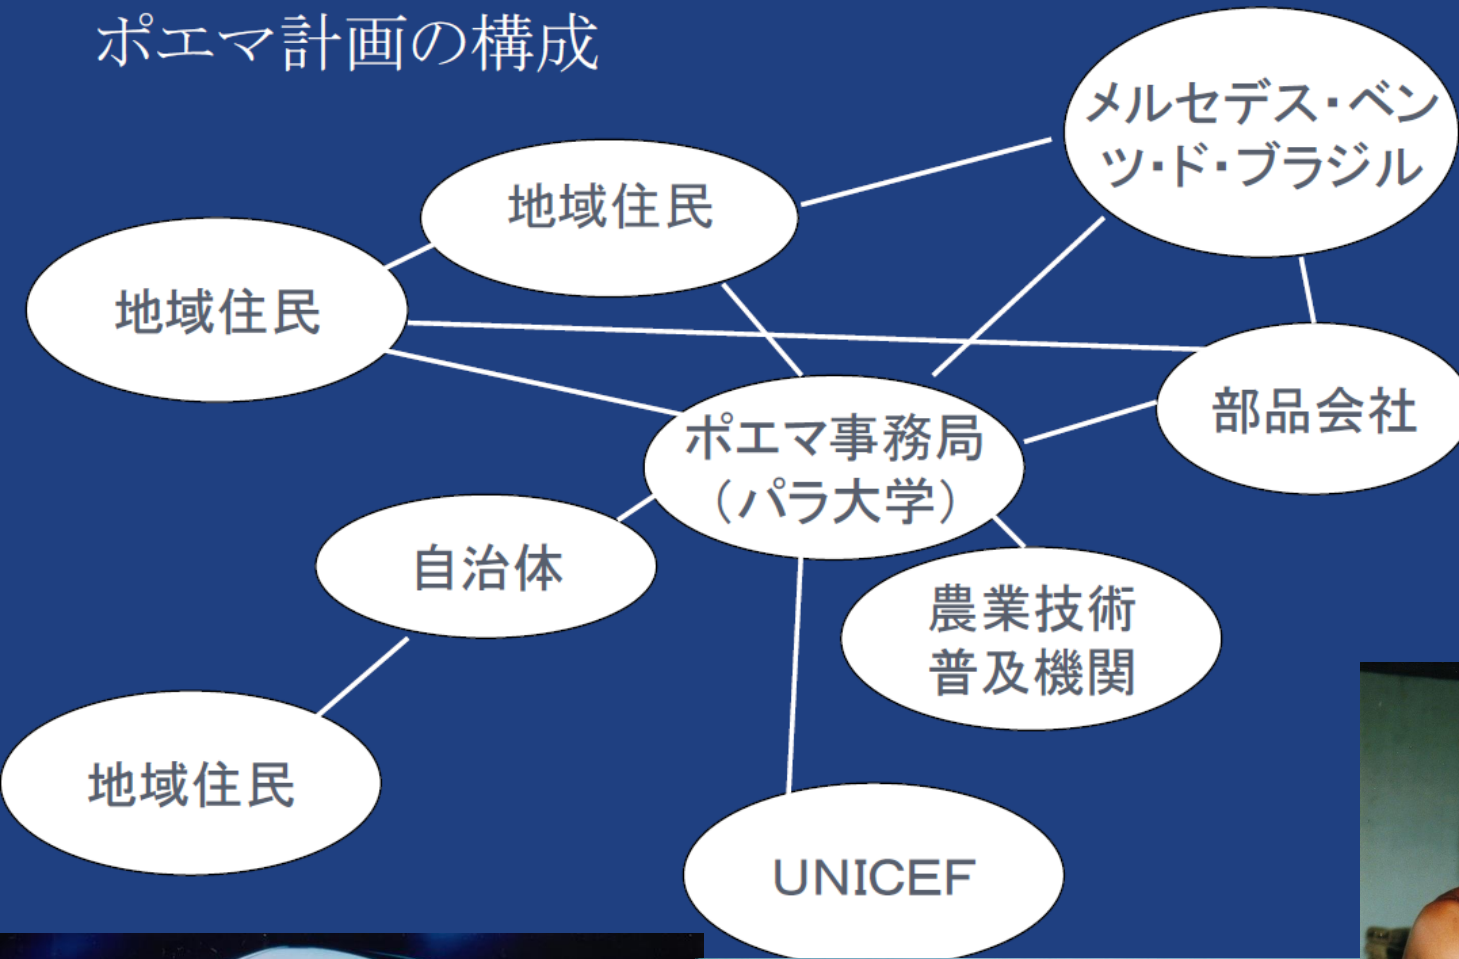 ポエマ計画の構成
メルセデス・ベン
ツ・ド・ブラジル
地域住民
地域住民
部品会社
ポエマ事務局
（パラ大学）
自治体
農業技術
普及機関
地域住民
UNICEF